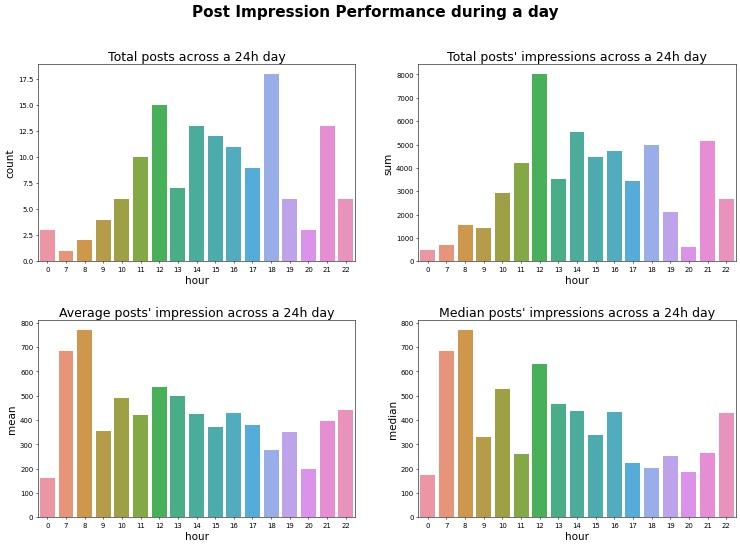 Post Impression Performance during a day
Total posts across a 24h day
17.5
15.0
12.5
10.0
7.5
5.0
2.5
0.0
count
0 7 8 9 10 11 12 13 14 15 16 17 18 19 20 21 22
hour
Total posts' impressions across a 24h day
8000
7000
6000
5000
4000
3000
2000
1000
0
sum
0 7 8 9 10 11 12 13 14 15 16 17 18 19 20 21 22
hour
Average posts' impression across a 24h day
800
700
600
500
400
300
200
100
0
mean
0 7 8 9 10 11 12 13 14 15 16 17 18 19 20 21 22
hour
Median posts' impressions across a 24h day
800
700
600
500
400
300
200
100
0
median
0 7 8 9 10 11 12 13 14 15 16 17 18 19 20 21 22
hour